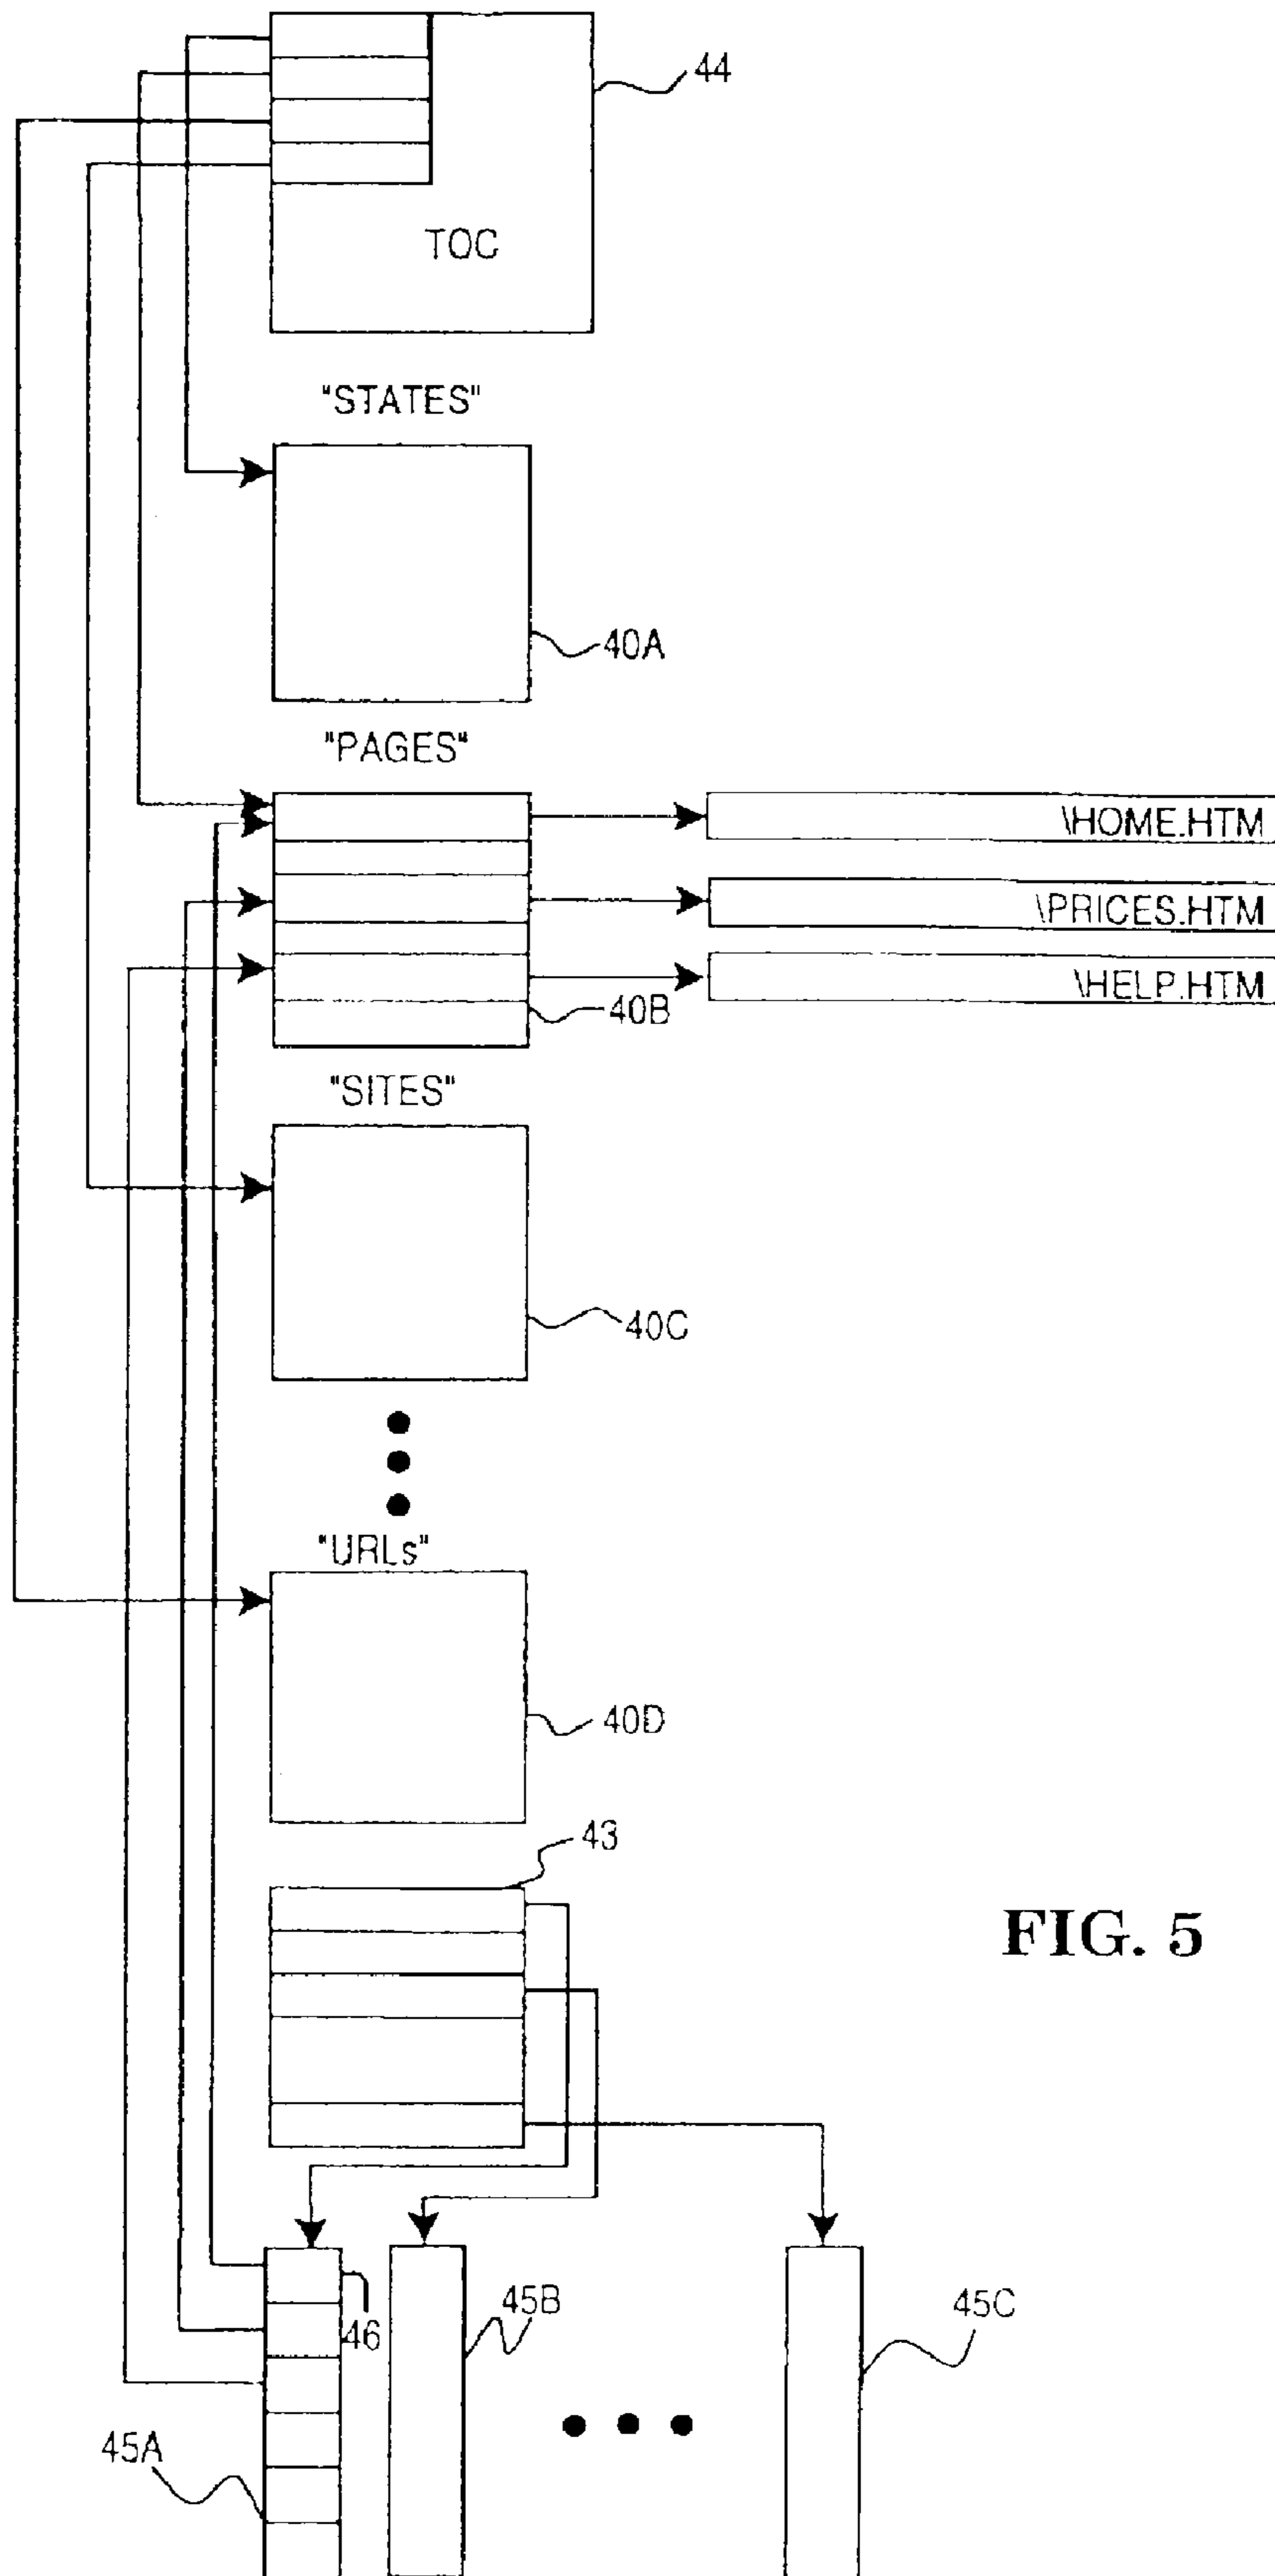 44
TOC
"STATES"
40A
"PAGES"
\HOME.HTM
\PRICES.HTM
\HELP.HTM
40B
"SITES"
40C
"URLs"
40D
43
FIG. 5
46
45B
45C
45A